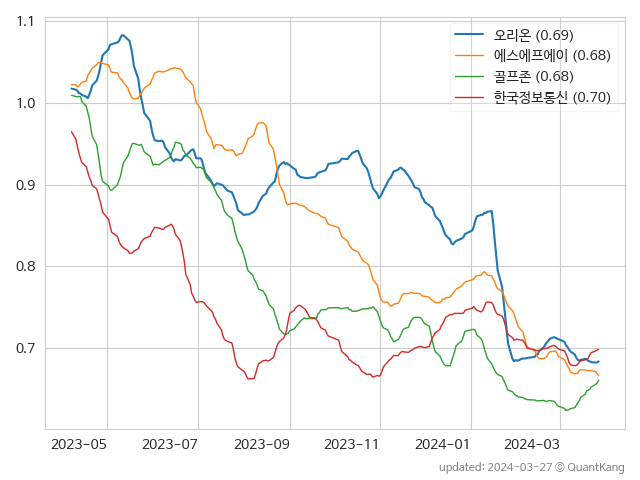 1.1
1.0
0.9
0.8
0.7
오리온 (0.69)
에스에프에이 (0.68)
골프존 (0.68)
한국정보통신 (0.70)
2023-05 2023-07 2023-09 2023-11 2024-01 2024-03
updated: 2024-03-27 © QuantKang